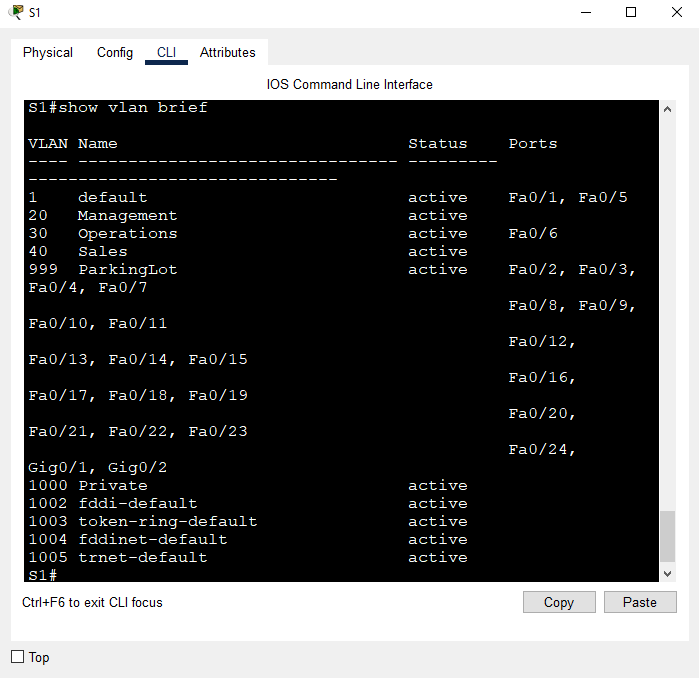 S1
Physical Config CLI Attributes
IOS Command Line Interface
S1#show vlan brief
VLAN Name                             Status    Ports
---- -------------------------------- ---------
-------------------------------
1    default                          active    Fa0/1, Fa0/5
20   Management                       active
30   Operations                       active    Fa0/6
40   Sales                            active
999  ParkingLot                       active    Fa0/2, Fa0/3,
Fa0/4, Fa0/7
                                                Fa0/8, Fa0/9,
Fa0/10, Fa0/11
                                                Fa0/12,
Fa0/13, Fa0/14, Fa0/15
                                                Fa0/16,
Fa0/17, Fa0/18, Fa0/19
                                                Fa0/20,
Fa0/21, Fa0/22, Fa0/23
                                                Fa0/24,
Gig0/1, Gig0/2
1000 Private                          active
1002 fddi-default                     active
1003 token-ring-default               active
1004 fddinet-default                  active
1005 trnet-default                    active
S1#
Ctrl+F6 to exit CLI focus
Copy Paste
Top